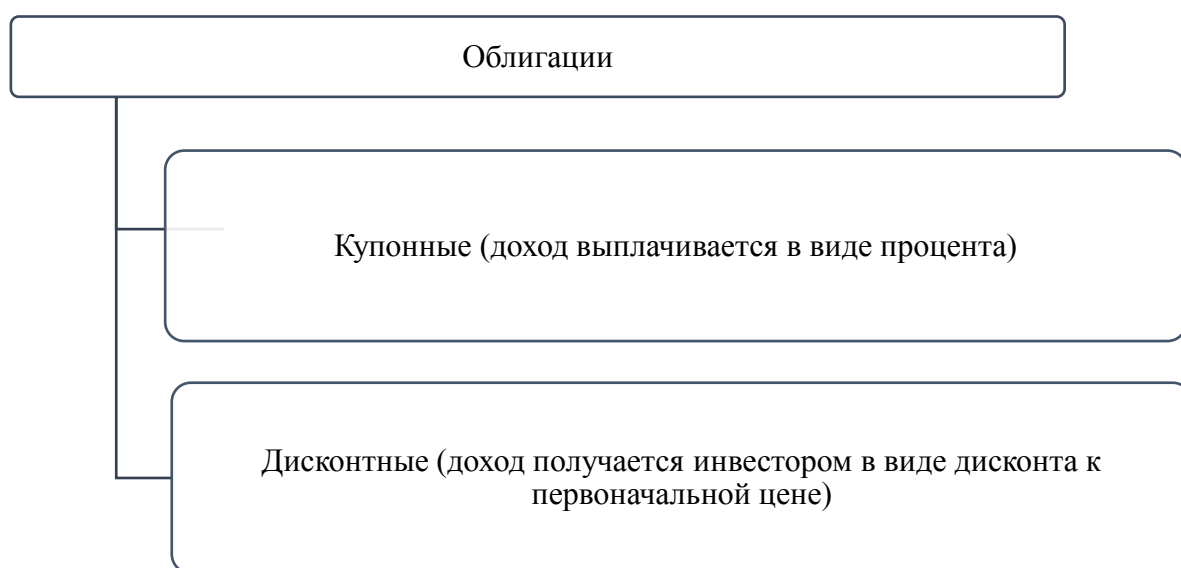 Облигации
Купонные (доход выплачивается в виде процента)
Дисконтные (доход получается инвестором в виде дисконта к
первоначальной цене)